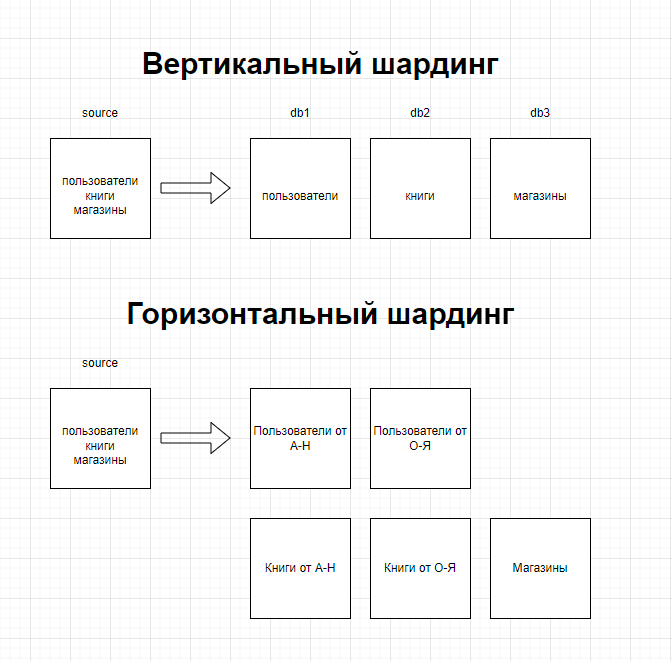 Вертикальный шардинг
source
db1
db2
db3
пользователи
книги
магазины
пользователи
книги
магазины
Горизонтальный шардинг
source
пользователи
книги
магазины
Пользователи от
А-Н
Пользователи от
О-Я
Книги от А-Н
Книги от О-Я
Магазины